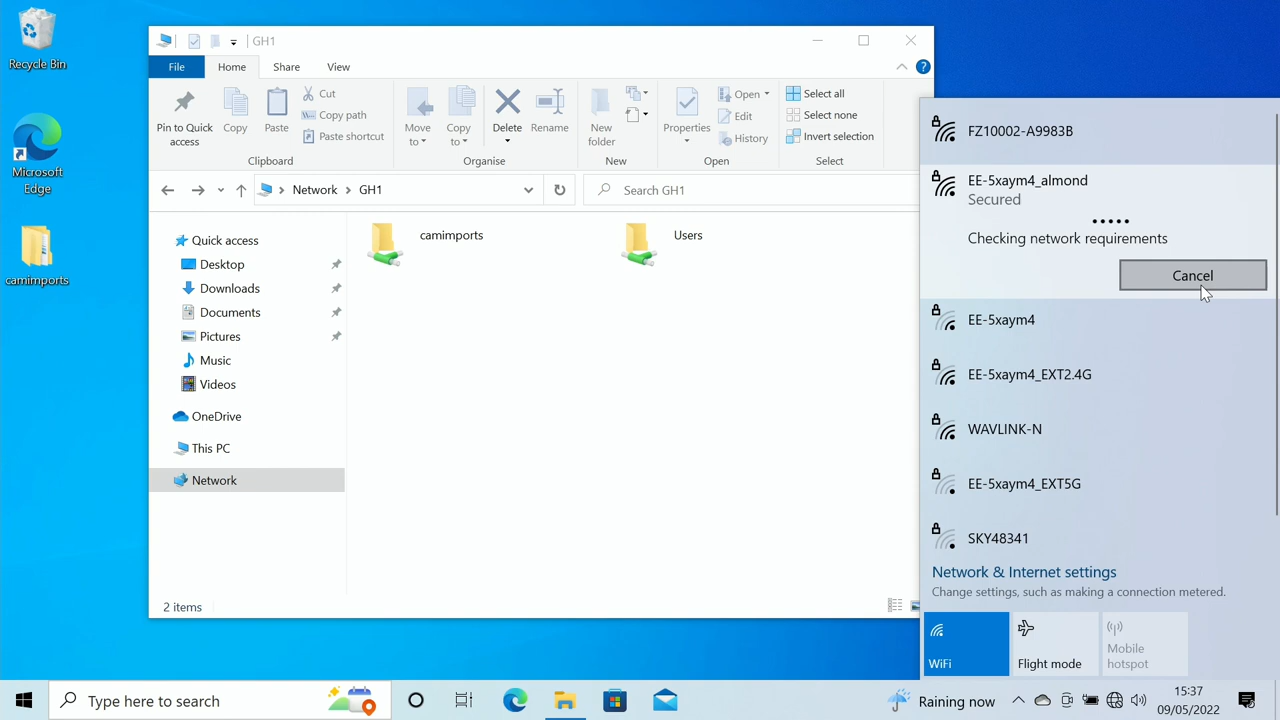 Recycle Bin
Microsoft
Edge
camimports
GH1
File
Home
Share
View
Pin to Quick
access
Copy
Paste
Cut
Copy path
Paste shortcut
Clipboard
Move
to
Copy
to
Delete
Rename
Organise
New
folder
New
Properties
Open
Edit
History
Open
Select all
Select none
Invert selection
Select
Network
GH1
Search GH1
Quick access
Desktop
Downloads
Documents
Pictures
Music
Videos
OneDrive
This PC
Network
camimports
Users
2 items
FZ10002-A9983B
EE-5xaym4_almond
Secured
Checking network requirements
Cancel
EE-5xaym4
EE-5xaym4_EXT2.4G
WAVLINK-N
EE-5xaym4_EXT5G
SKY48341
Network & Internet settings
Change settings, such as making a connection metered.
WiFi
Flight mode
Mobile
hotspot
Type here to search
Raining now
15:37
09/05/2022